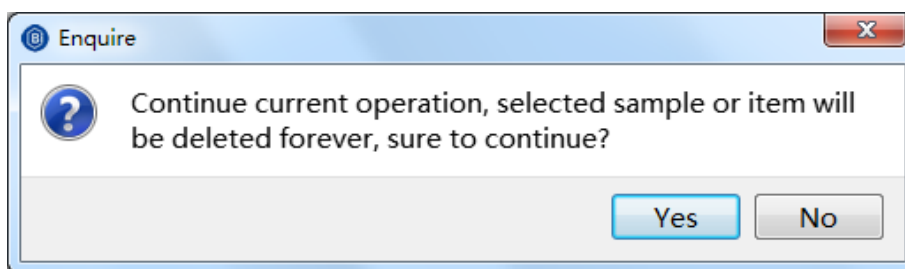 Enquire
Continue current operation, selected sample or item will
be deleted forever, sure to continue?
Yes No